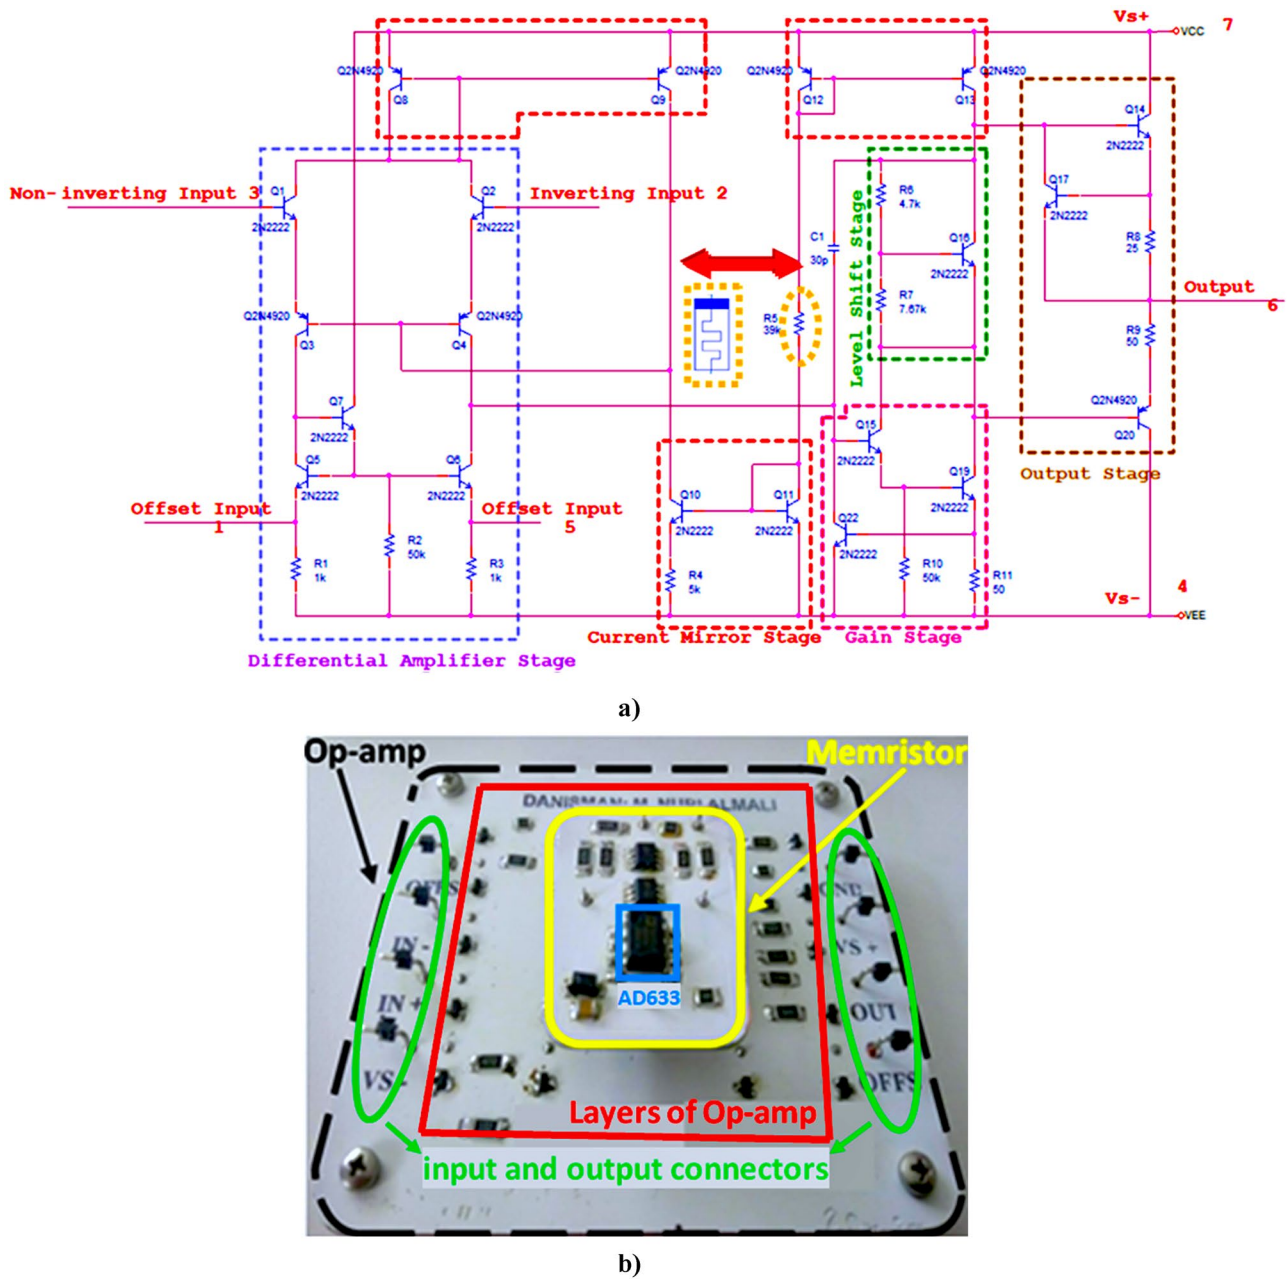 Vs+ 7
VCC
Q2N4920 Q2N4920 Q2N4920 Q2N4920
Q8 Q9 Q12 Q13
Q14
2N2222
Non-inverting Input 3 Q1 Q2 Inverting Input 2
2N2222 2N2222
Q17
2N2222
R6
4.7k
Level Shift Stage
C1
30p
Q16
2N2222
R8
25
R7
7.67k
Output
6
Q2N4920 Q2N4920
Q3 Q4
R5
39k
R9
50
Q7
2N2222
Q2N4920
Q20
Q15
2N2222
Q5 Q6
2N2222 2N2222
Output Stage
Q19
2N2222
Offset Input
1
Offset Input
5
Q10 Q11
2N2222 2N2222
Q22
2N2222
R1
1k
R2
50k
R3
1k
R4
5k
R10
50k
R11
50
Vs- 4
VEE
Current Mirror Stage Gain Stage
Differential Amplifier Stage
a)
Op-amp Memristor
DANISMAN: M. NURI ALMALI
OFFS GND
IN - VS +
AD633
IN + OUT
VS - OFFS
Layers of Op-amp
input and output connectors
b)